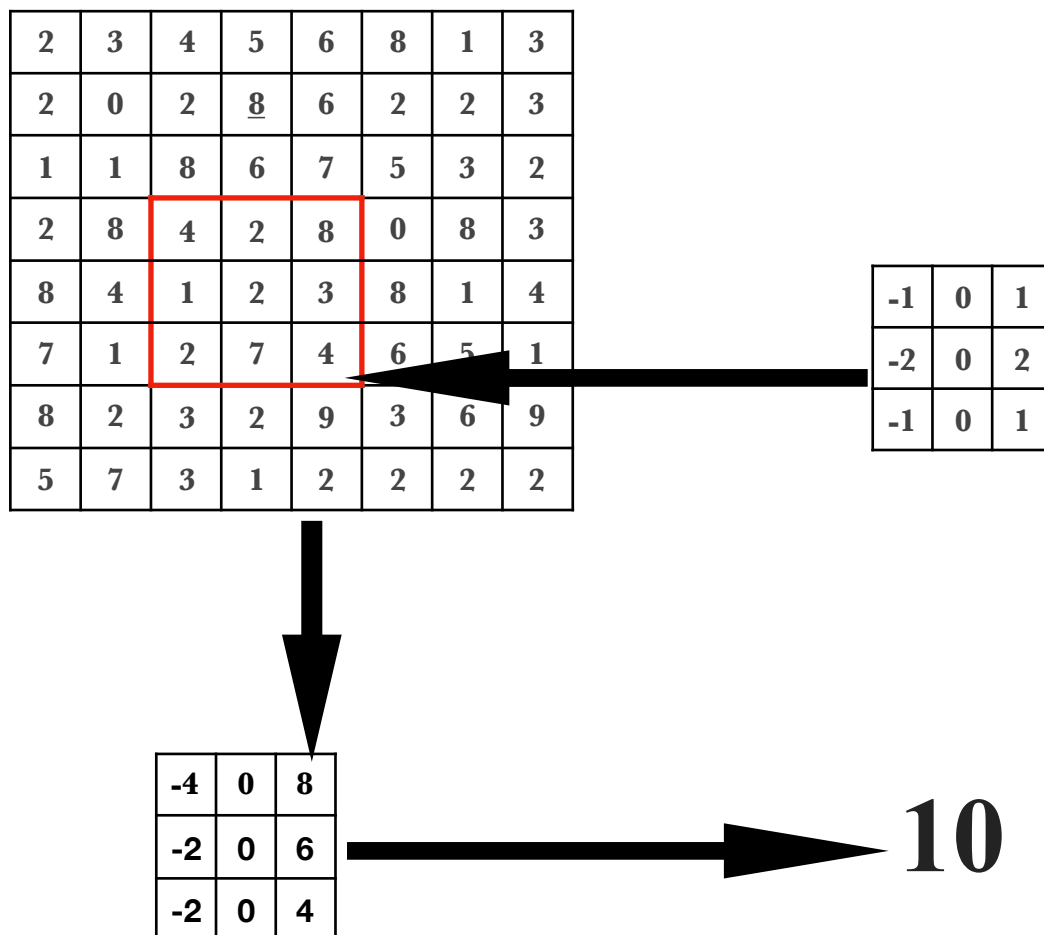 2 3 4 5 6 8 1 3
2 0 2 8 6 2 2 3
1 1 8 6 7 5 3 2
2 8 4 2 8 0 8 3
8 4 1 2 3 8 1 4
7 1 2 7 4 6 5 1
8 2 3 2 9 3 6 9
5 7 3 1 2 2 2 2
-1 0 1
-2 0 2
-1 0 1
-4 0 8
-2 0 6
-2 0 4
10